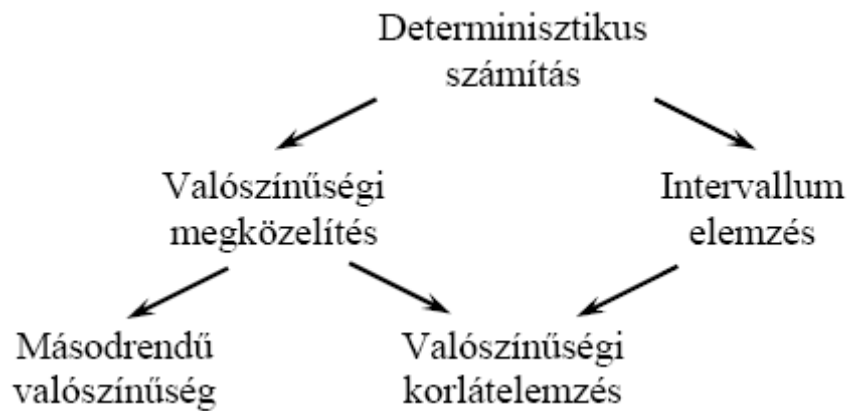 Determinisztikus
számítás
Valószínűségi
megközelítés
Intervallum
elemzés
Másodrendű
valószínűség
Valószínűségi
korlátelemzés